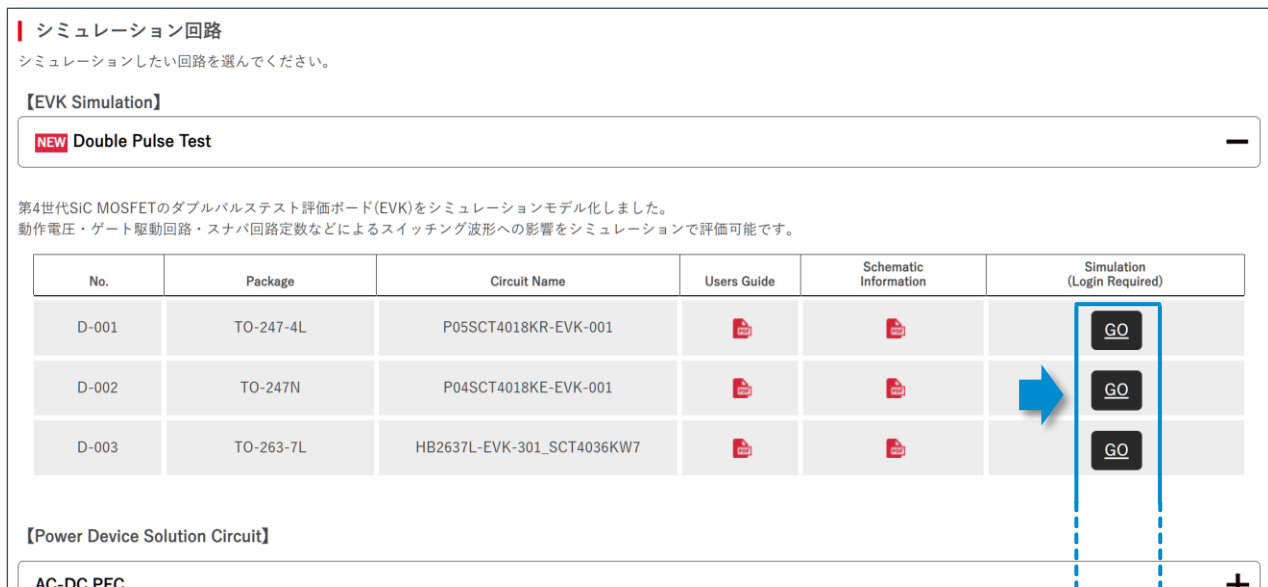 シミュレーション回路
シミュレーションしたい回路を選んでください。
【EVK Simulation】
NEW Double Pulse Test
第4世代SiC MOSFETのダブルパルステスト評価ボード(EVK)をシミュレーションモデル化しました。
動作電圧・ゲート駆動回路・スナバ回路定数などによるスイッチング波形への影響をシミュレーションで評価可能です。
No. Package Circuit Name Users Guide Schematic Information Simulation (Login Required)
D-001 TO-247-4L P05SCT4018KR-EVK-001 PDF PDF GO
D-002 TO-247N P04SCT4018KE-EVK-001 PDF PDF GO
D-003 TO-263-7L HB2637L-EVK-301_SCT4036KW7 PDF PDF GO
【Power Device Solution Circuit】
AC-DC PFC